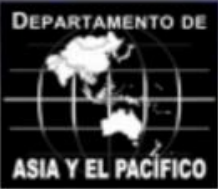 DEPARTAMENTO DE
ASIA Y EL PACÍFICO